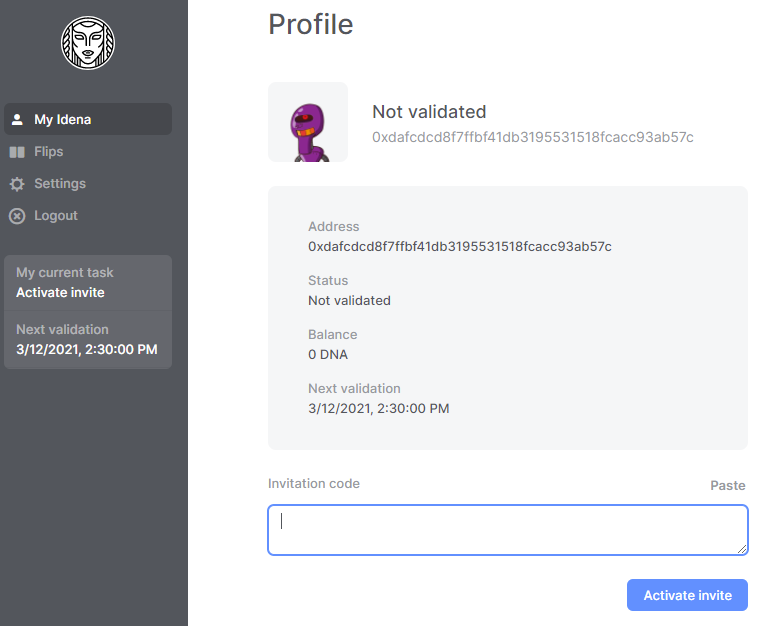 My Idena
Flips
Settings
Logout
My current task
Activate invite
Next validation
3/12/2021, 2:30:00 PM
Profile
Not validated
0xdafcdcd8f7ffbf41db3195531518fcacc93ab57c
Address
0xdafcdcd8f7ffbf41db3195531518fcacc93ab57c
Status
Not validated
Balance
0 DNA
Next validation
3/12/2021, 2:30:00 PM
Invitation code
Paste
Activate invite